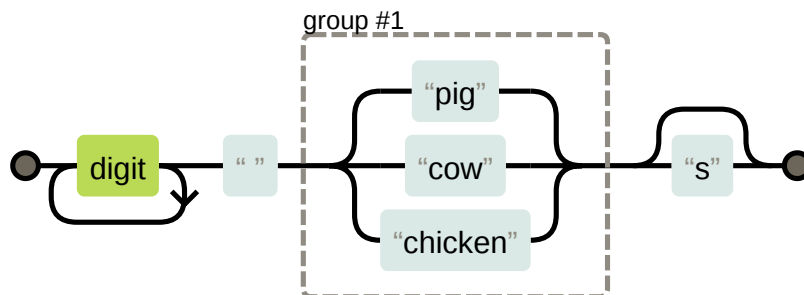 group #1
“pig”
digit
“ ”
“cow”
“s”
“chicken”